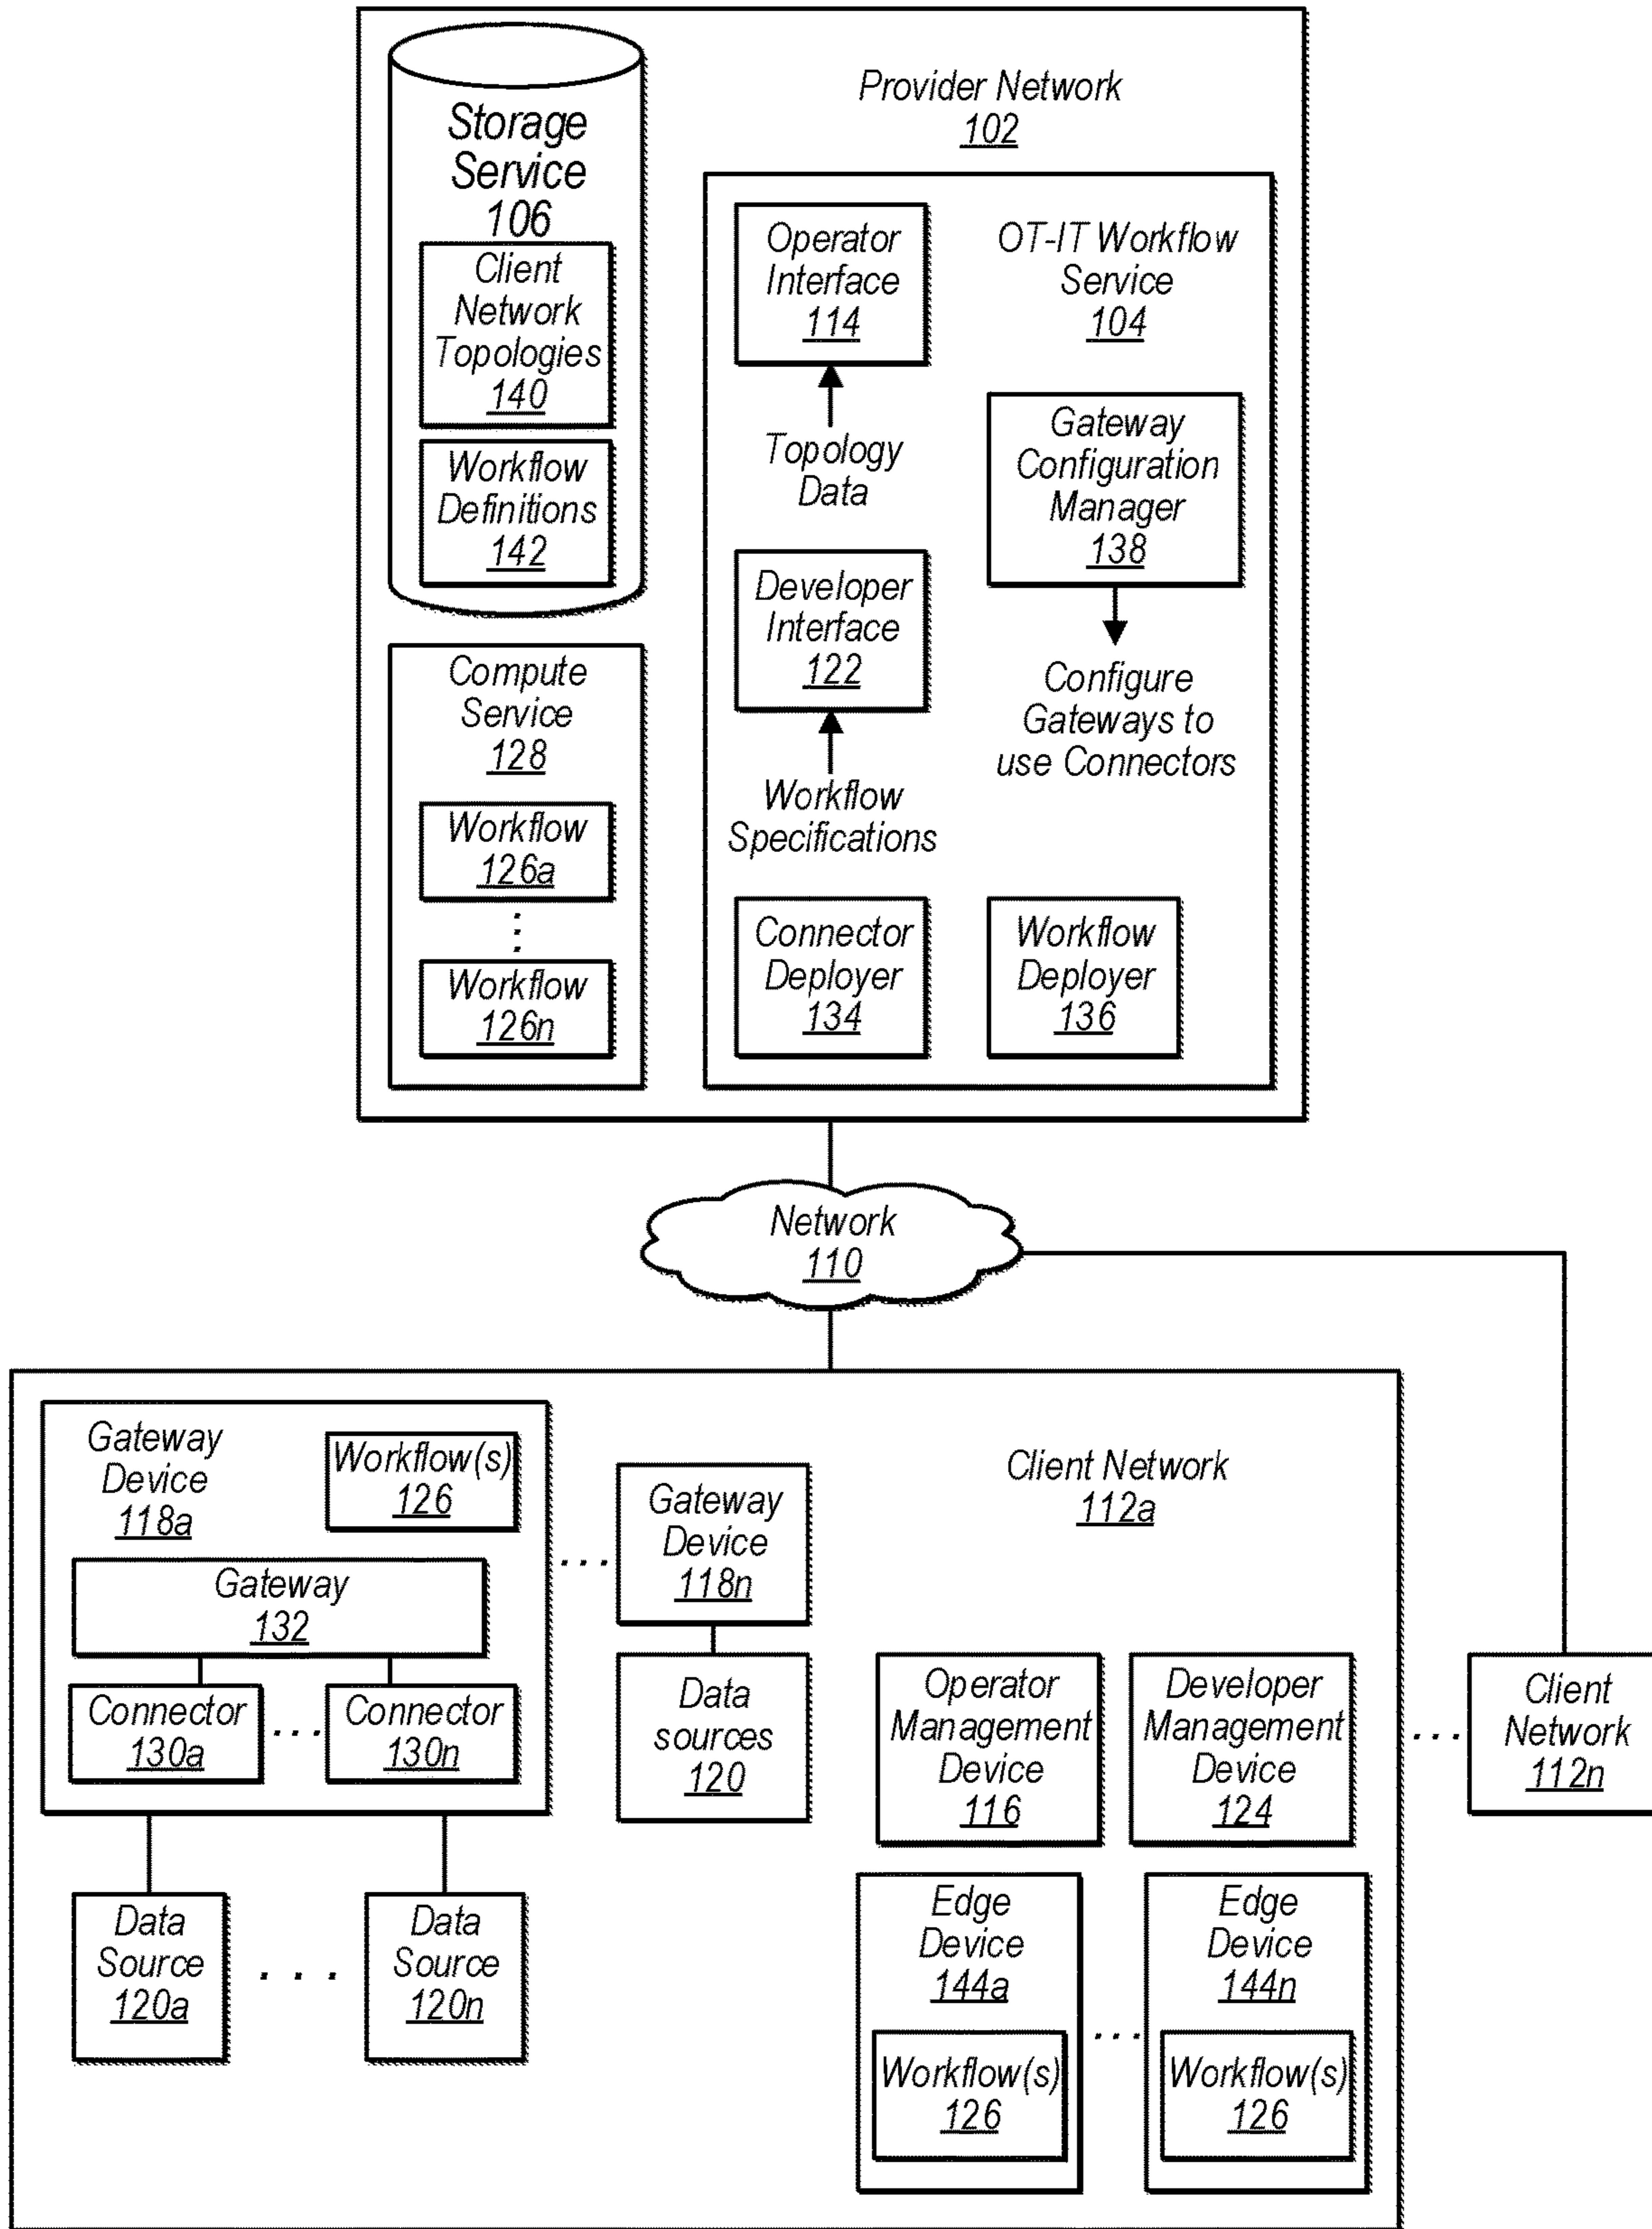 Provider Network
102
Storage
Service
106
Client
Network
Topologies
140
Workflow
Definitions
142
Compute
Service
128
Workflow
126a
Workflow
126n
OT-IT Workflow
Service
104
Operator
Interface
114
Topology
Data
Developer
Interface
122
Workflow
Specifications
Gateway
Configuration
Manager
138
Configure
Gateways to
use Connectors
Connector
Deployer
134
Workflow
Deployer
136
Network
110
Client Network
112a
Gateway
Device
118a
Workflow(s)
126
Gateway
132
Connector
130a
...
Connector
130n
...
Gateway
Device
118n
Data
sources
120
Data
Source
120a
...
Data
Source
120n
Operator
Management
Device
116
Developer
Management
Device
124
Edge
Device
144a
Workflow(s)
126
...
Edge
Device
144n
Workflow(s)
126
...
Client
Network
112n